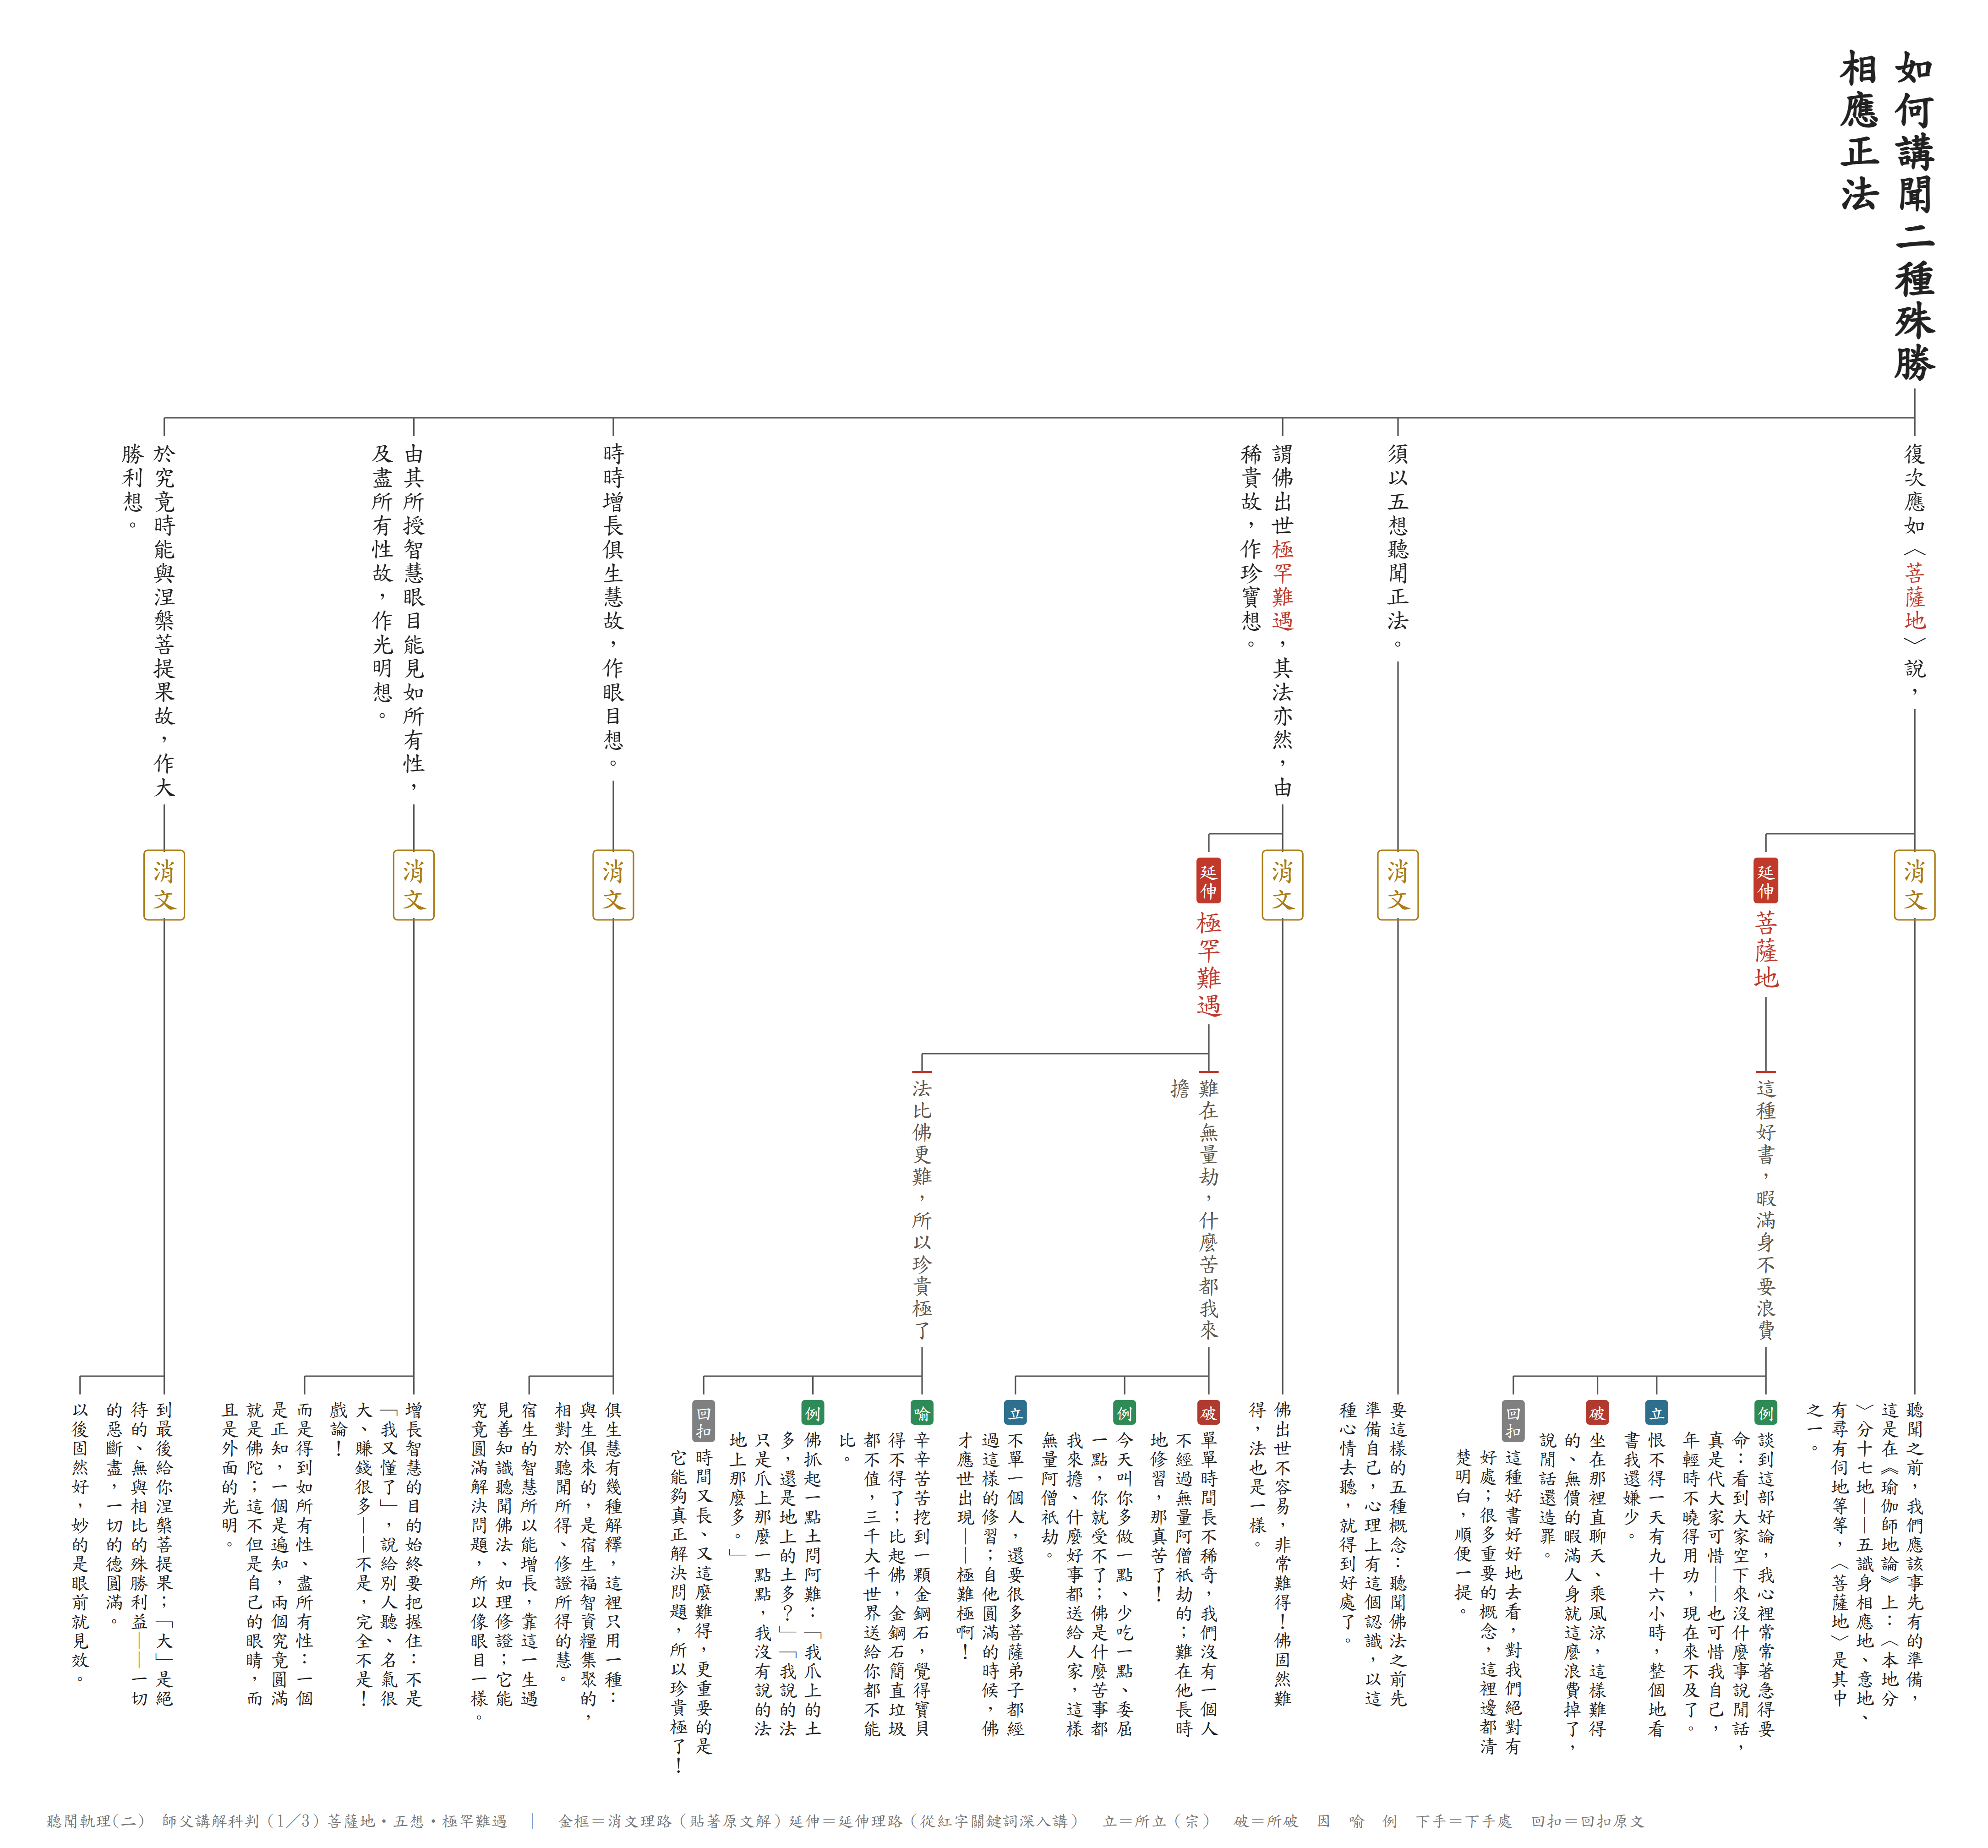 如何講聞二種殊勝
相應正法
復次應如〈菩薩地〉說，
消文
聽聞之前，我們應該事先有的準備，
這是在《瑜伽師地論》上：〈本地分
〉分十七地——五識身相應地、意地、
有尋有伺地等等，〈菩薩地〉是其中
之一。
延伸
菩薩地
這種好書，暇滿身不要浪費
例
談到這部好論，我心裡常常著急得要
命：看到大家空下來沒什麼事說閒話，
真是代大家可惜——也可惜我自己，
年輕時不曉得用功，現在來不及了。
立
恨不得一天有九十六小時，整個地看
書我還嫌少。
破
坐在那裡直聊天、乘風涼，這樣難得
的、無價的暇滿人身就這麼浪費掉了，
說閒話還造罪。
回扣
這種好書好好地去看，對我們絕對有
好處；很多重要的概念，這裡邊都清
楚明白，順便一提。
須以五想聽聞正法。
消文
要這樣的五種概念：聽聞佛法之前先
準備自己，心理上有這個認識，以這
種心情去聽，就得到好處了。
謂佛出世極罕難遇，其法亦然，由
稀貴故，作珍寶想。
消文
佛出世不容易，非常難得！佛固然難
得，法也是一樣。
延伸
極罕難遇
難在無量劫，什麼苦都我來
擔
破
單單時間長不稀奇，我們沒有一個人
不經過無量阿僧祇劫的；難在他長時
地修習，那真苦了！
例
今天叫你多做一點、少吃一點、委屈
一點，你就受不了；佛是什麼苦事都
我來擔、什麼好事都送給人家，這樣
無量阿僧祇劫。
立
不單一個人，還要很多菩薩弟子都經
過這樣的修習；自他圓滿的時候，佛
才應世出現——極難極啊！
法比佛更難，所以珍貴極了
喻
辛辛苦苦挖到一顆金鋼石，覺得寶貝
得不得了；比起佛，金鋼石簡直垃圾
都不值，三千大千世界送給你都不能
比。
例
佛抓起一點土問阿難：「我爪上的土
多，還是地上的土多？」「我說的法
只是爪上那麼一點點，我沒有說的法
地上那麼多。」
回扣
時間又長、又這麼難得，更重要的是
它能夠真正解決問題，所以珍貴極了！
時時增長俱生慧故，作眼目想。
消文
俱生慧有幾種解釋，這裡只用一種：
與生俱來的，是宿生福智資糧集聚的，
相對於聽聞所得、修證所得的慧。
宿生的智慧所以能增長，靠這一生遇
見善知識聽聞佛法、如理修證；它能
究竟圓滿解決問題，所以像眼目一樣。
由其所授智慧眼目能見如所有性，
及盡所有性故，作光明想。
消文
增長智慧的目的始終要把握住：不是
「我又懂了」，說給別人聽、名氣很
大、賺錢很多——不是，完全不是！
戲論！
而是得到如所有性、盡所有性：一個
是正知，一個是遍知，兩個究竟圓滿
就是佛陀；這不但是自己的眼睛，而
且是外面的光明。
於究竟時能與涅槃菩提果故，作大
勝利想。
消文
到最後給你涅槃菩提果；「大」是絕
待的、無與相比的殊勝利益——一切
的惡斷盡，一切的德圓滿。
以後固然好，妙的是眼前就見效。
聽聞軌理(二)　師父講解科判（1／3）菩薩地・五想・極罕難遇　｜　金框＝消文理路（貼著原文解）延伸＝延伸理路（從紅字關鍵詞深入講）　立＝所立（宗）　破＝所破　因　喻　例　下手＝下手處　回扣＝回扣原文